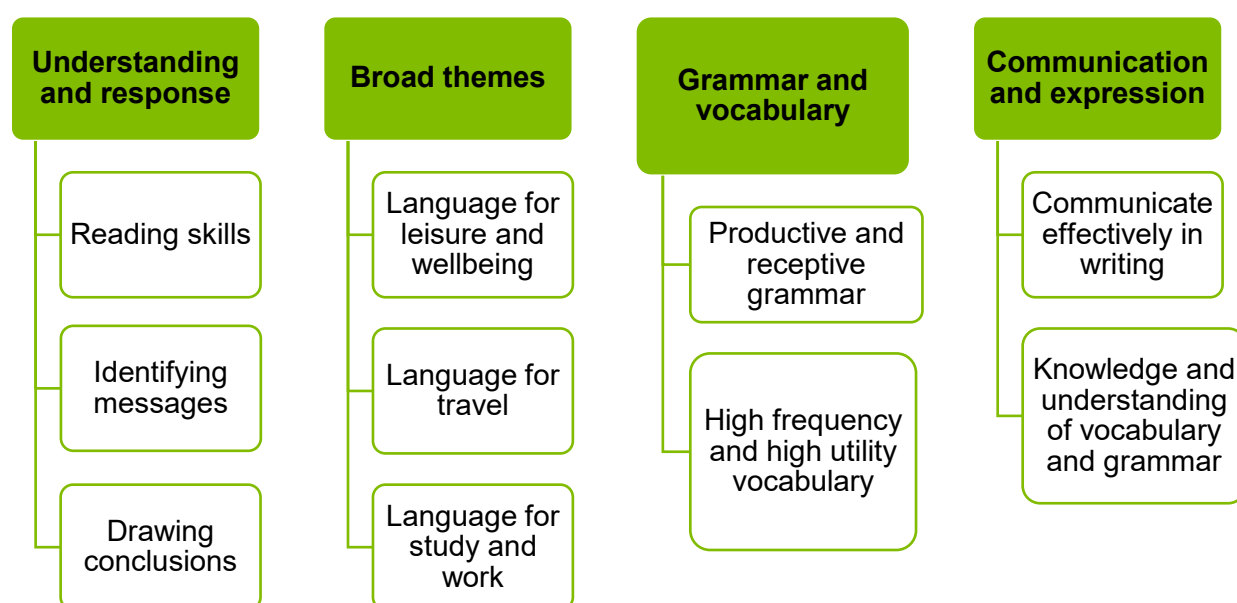 Understanding
and response
Reading skills
Identifying
messages
Drawing
conclusions
Broad themes
Language for
leisure and
wellbeing
Language for
travel
Language for
study and
work
Grammar and
vocabulary
Productive and
receptive
grammar
High frequency
and high utility
vocabulary
Communication
and expression
Communicate
effectively in
writing
Knowledge and
understanding
of vocabulary
and grammar